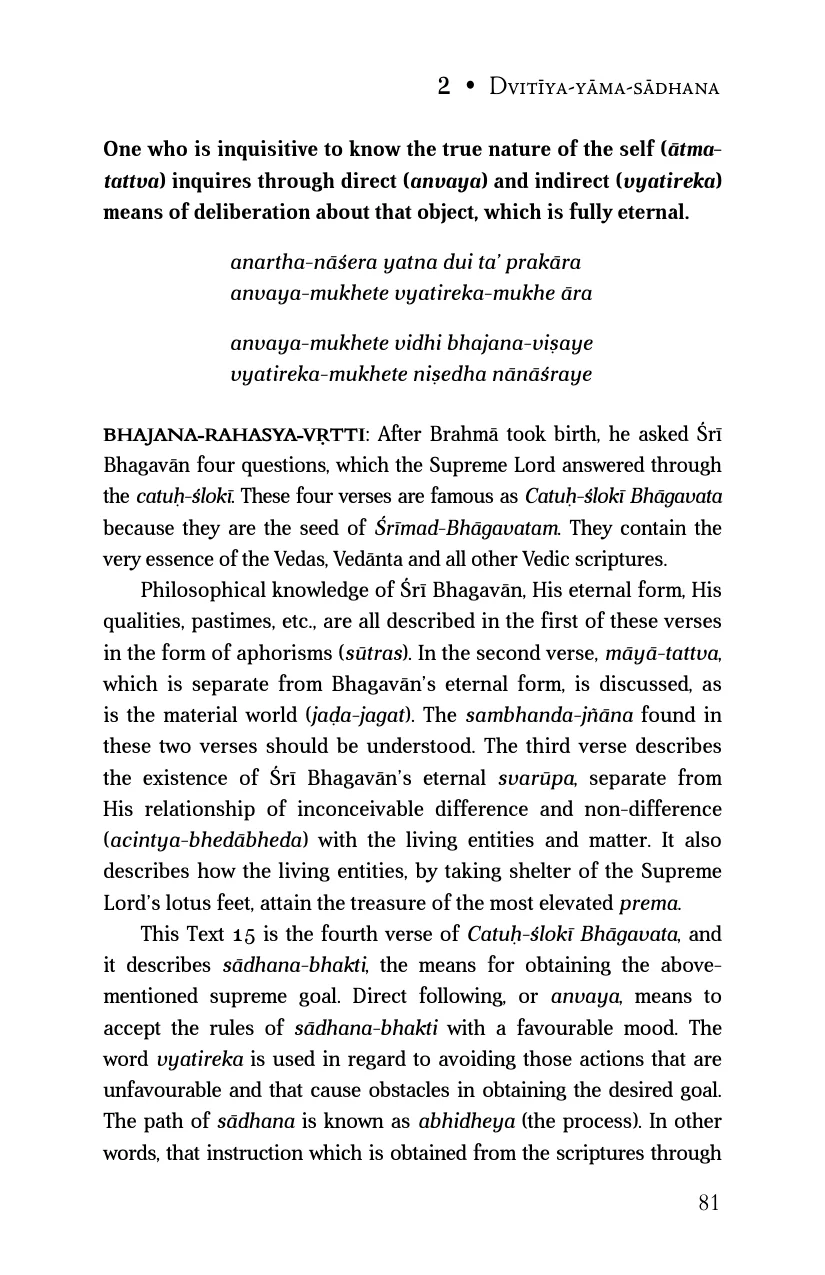 2 • Dvitīya-yāma-sādhana
One who is inquisitive to know the true nature of the self (ātma-
tattva) inquires through direct (anvaya) and indirect (vyatireka)
means of deliberation about that object, which is fully eternal.
anartha-nāśera yatna dui ta’ prakāra
anvaya-mukhete vyatireka-mukhe āra
anvaya-mukhete vidhi bhajana-viṣaye
vyatireka-mukhete niṣedha nānāśraye
BHAJANA-RAHASYA-VṚTTI: After Brahmā took birth, he asked Śrī
Bhagavān four questions, which the Supreme Lord answered through
the catuḥ-ślokī. These four verses are famous as Catuḥ-ślokī Bhāgavata
because they are the seed of Śrīmad-Bhāgavatam. They contain the
very essence of the Vedas, Vedānta and all other Vedic scriptures.
Philosophical knowledge of Śrī Bhagavān, His eternal form, His
qualities, pastimes, etc., are all described in the first of these verses
in the form of aphorisms (sūtras). In the second verse, māyā-tattva,
which is separate from Bhagavān’s eternal form, is discussed, as
is the material world (jaḍa-jagat). The sambhanda-jñāna found in
these two verses should be understood. The third verse describes
the existence of Śrī Bhagavān’s eternal svarūpa, separate from
His relationship of inconceivable difference and non-difference
(acintya-bhedābheda) with the living entities and matter. It also
describes how the living entities, by taking shelter of the Supreme
Lord’s lotus feet, attain the treasure of the most elevated prema.
This Text 15 is the fourth verse of Catuḥ-ślokī Bhāgavata, and
it describes sādhana-bhakti, the means for obtaining the above-
mentioned supreme goal. Direct following, or anvaya, means to
accept the rules of sādhana-bhakti with a favourable mood. The
word vyatireka is used in regard to avoiding those actions that are
unfavourable and that cause obstacles in obtaining the desired goal.
The path of sādhana is known as abhidheya (the process). In other
words, that instruction which is obtained from the scriptures through
81